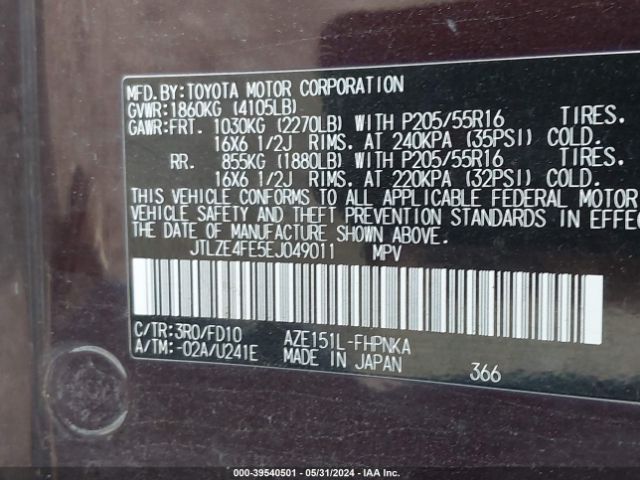 MFD.BY:TOYOTA MOTOR CORPORATION
GVWR:1860KG (4105LB)
GAWR:FRT. 1030KG (2270LB) WITH P205/55R16 TIRES
16X6 1/2J RIMS. AT 240KPA (35PSI) COLD.
RR. 855KG (1880LB) WITH P205/55R16 TIRES
16X6 1/2J RIMS. AT 220KPA (32PSI) COLD.
THIS VEHICLE CONFORMS TO ALL APPLICABLE FEDERAL MOTOR
VEHICLE SAFETY AND THEFT PREVENTION STANDARDS IN EFFE
THE DATE OF MANUFACTURE SHOWN ABOVE.
JTLZE4FE5EJ049011 MPV
C/TR:3R0/FD10 AZE151L-FHPNKA
A/TM:-02A/U241E MADE IN JAPAN 366
000-39540501 - 05/31/2024 - IAA Inc.